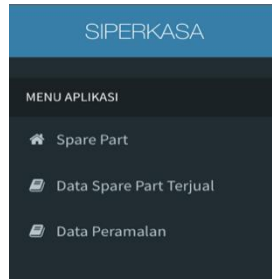 SIPERKASA
MENU APLIKASI
Spare Part
Data Spare Part Terjual
Data Peramalan